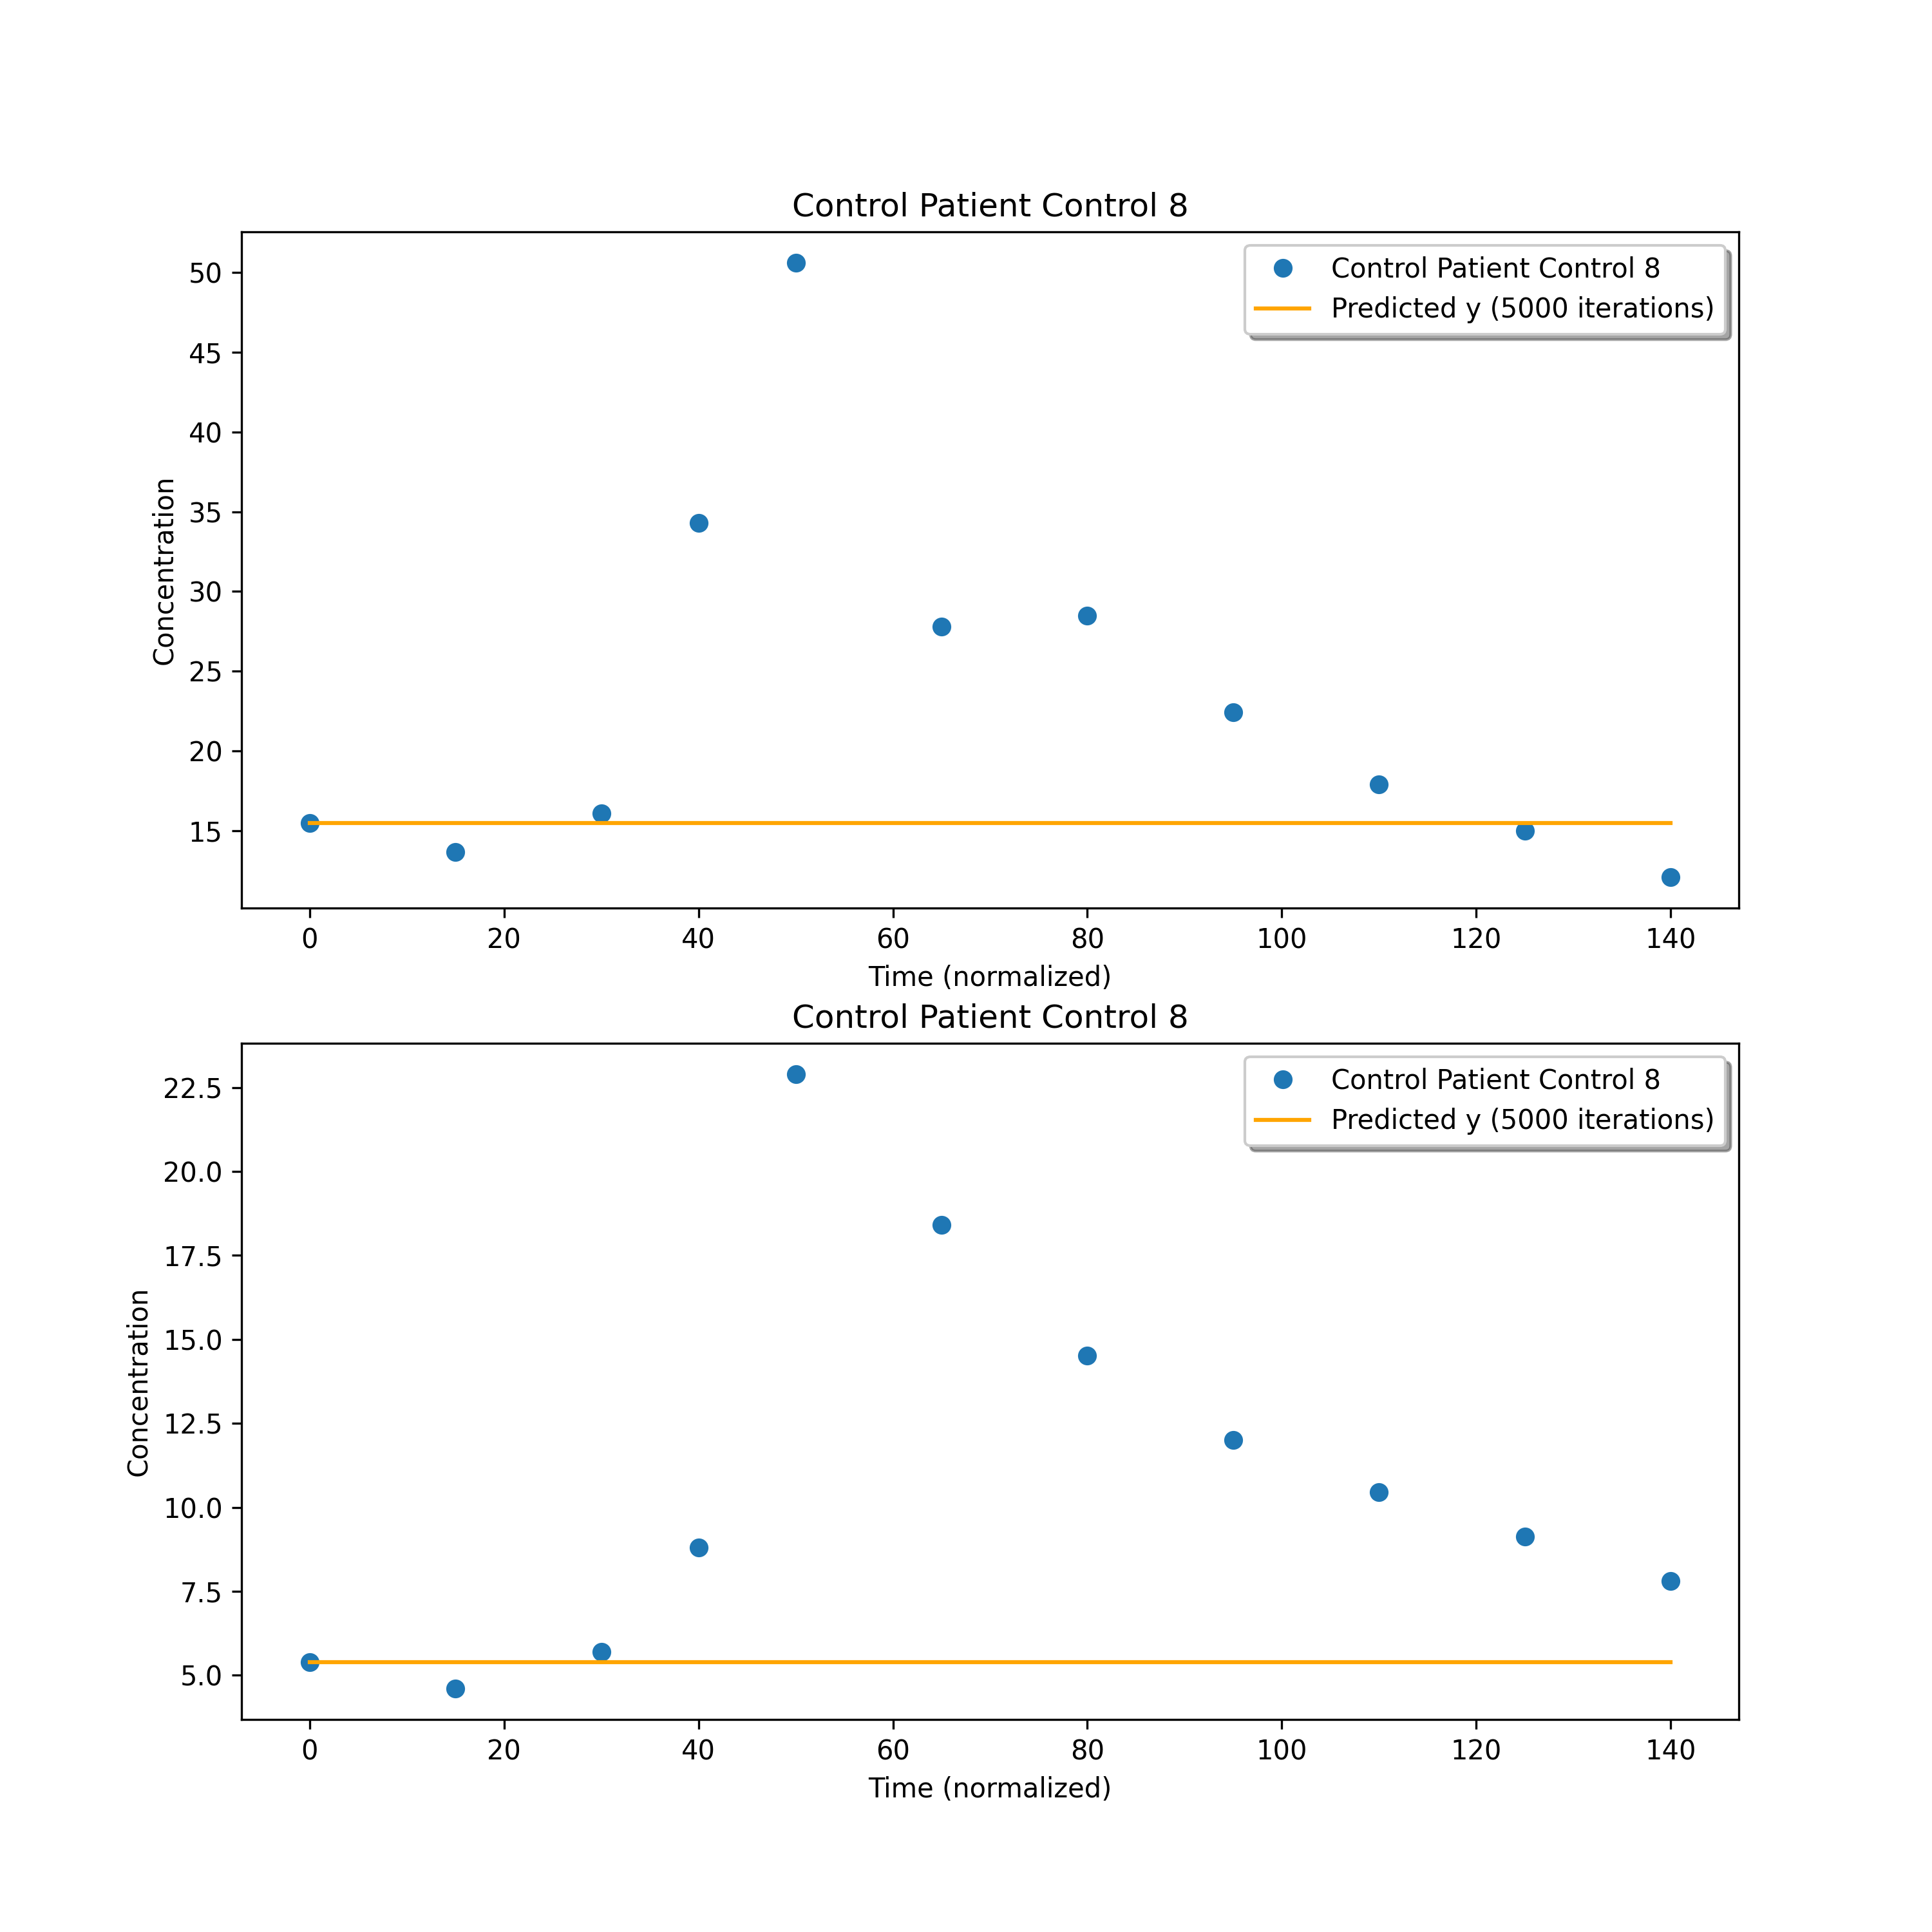 Control Patient Control 8
Control Patient Control 8
Predicted y (5000 iterations)
50
45
40
35
30
25
20
15
Concentration
0 20 40 60 80 100 120 140
Time (normalized)
Control Patient Control 8
Control Patient Control 8
Predicted y (5000 iterations)
22.5
20.0
17.5
15.0
12.5
10.0
7.5
5.0
Concentration
0 20 40 60 80 100 120 140
Time (normalized)